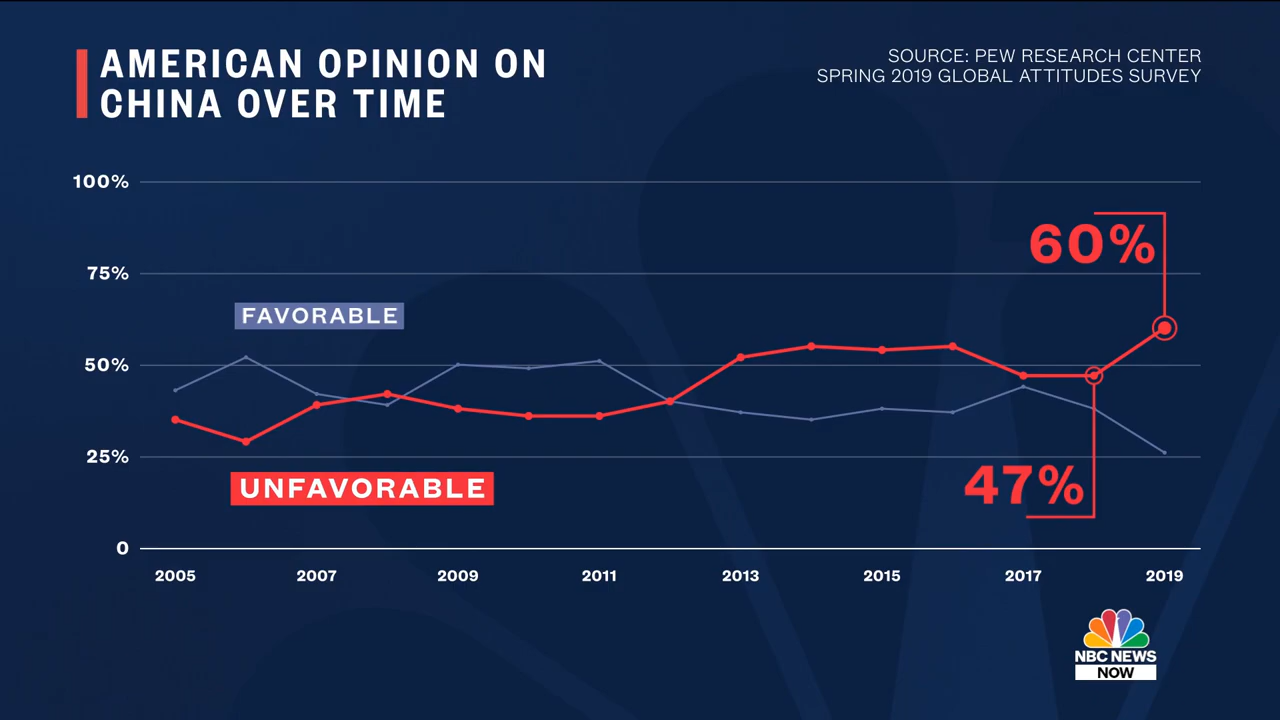 AMERICAN OPINION ON
CHINA OVER TIME
SOURCE: PEW RESEARCH CENTER
SPRING 2019 GLOBAL ATTITUDES SURVEY
100%
75%
50%
25%
0
FAVORABLE
UNFAVORABLE
60%
47%
2005 2007 2009 2011 2013 2015 2017 2019
NBC NEWS
NOW